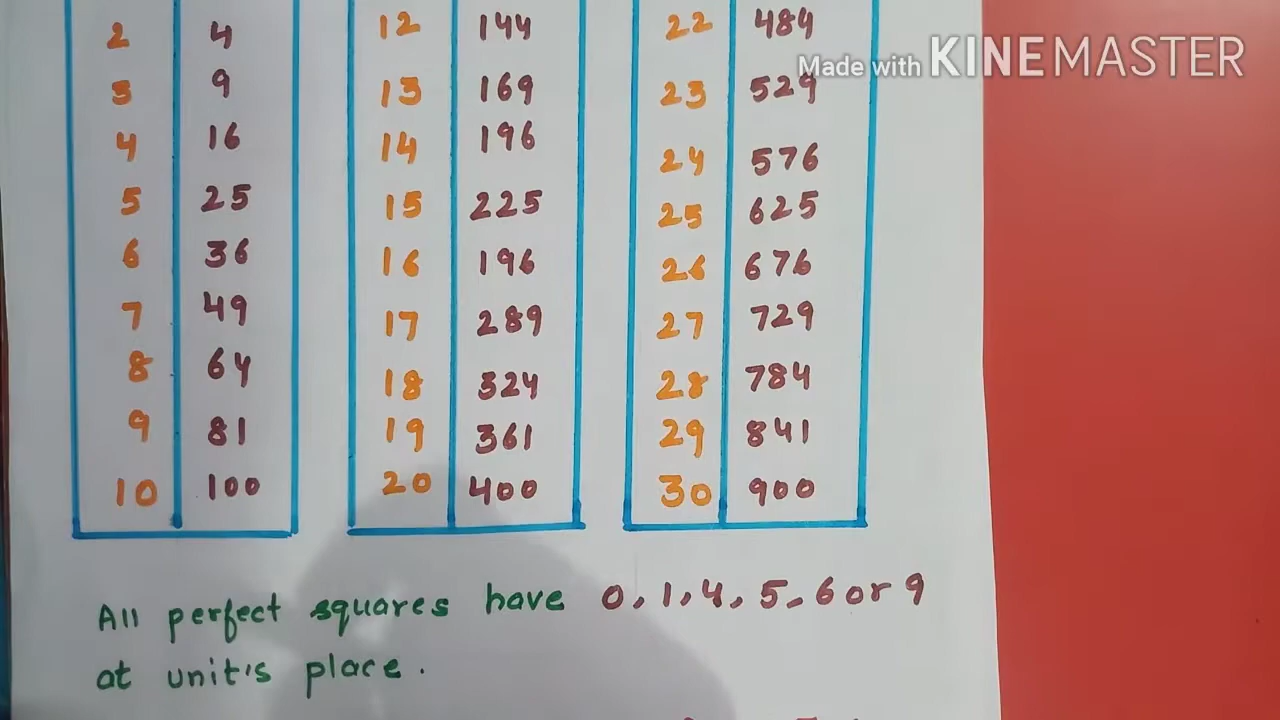 2 4 12 144 22 484
Made with KINEMASTER
3 9 13 169 23 529
4 16 14 196 24 576
5 25 15 225 25 625
6 36 16 196 26 676
7 49 17 289 27 729
8 64 18 324 28 784
9 81 19 361 29 841
10 100 20 400 30 900
All perfect squares have 0, 1, 4, 5, 6 or 9
at unit's place.